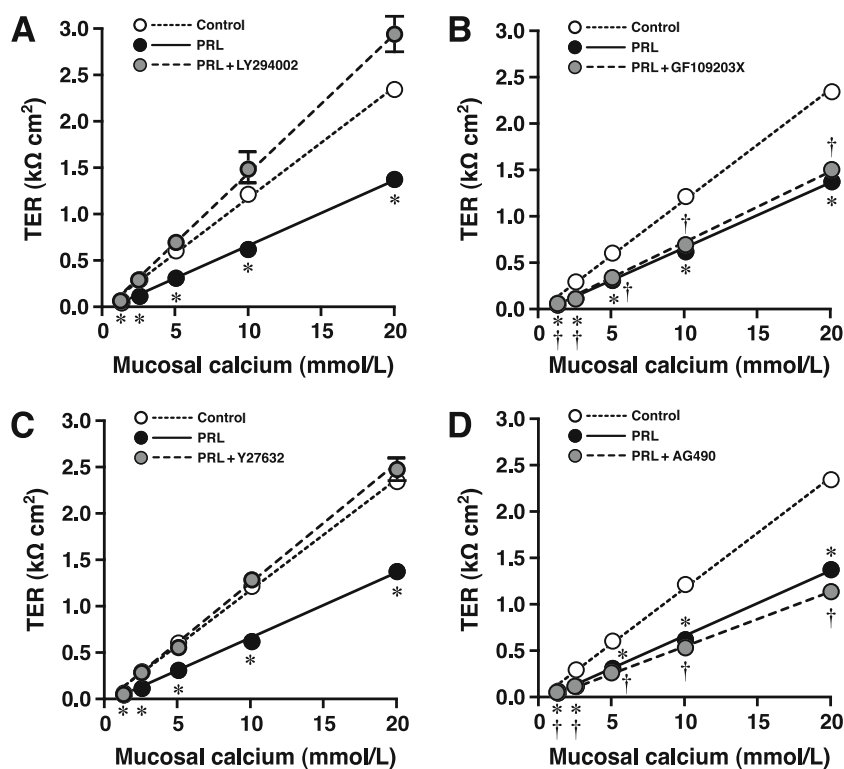 A
Control
PRL
PRL + LY294002
TER (kΩ cm²)
3.0
2.5
2.0
1.5
1.0
0.5
0.0
* * * * *
0 5 10 15 20
Mucosal calcium (mmol/L)
B
Control
PRL
PRL + GF109203X
TER (kΩ cm²)
3.0
2.5
2.0
1.5
1.0
0.5
0.0
†
†
*
*
* †
* *
† †
0 5 10 15 20
Mucosal calcium (mmol/L)
C
Control
PRL
PRL + Y27632
TER (kΩ cm²)
3.0
2.5
2.0
1.5
1.0
0.5
0.0
* * * * *
0 5 10 15 20
Mucosal calcium (mmol/L)
D
Control
PRL
PRL + AG490
TER (kΩ cm²)
3.0
2.5
2.0
1.5
1.0
0.5
0.0
*
*
*
†
†
†
* *
† †
0 5 10 15 20
Mucosal calcium (mmol/L)